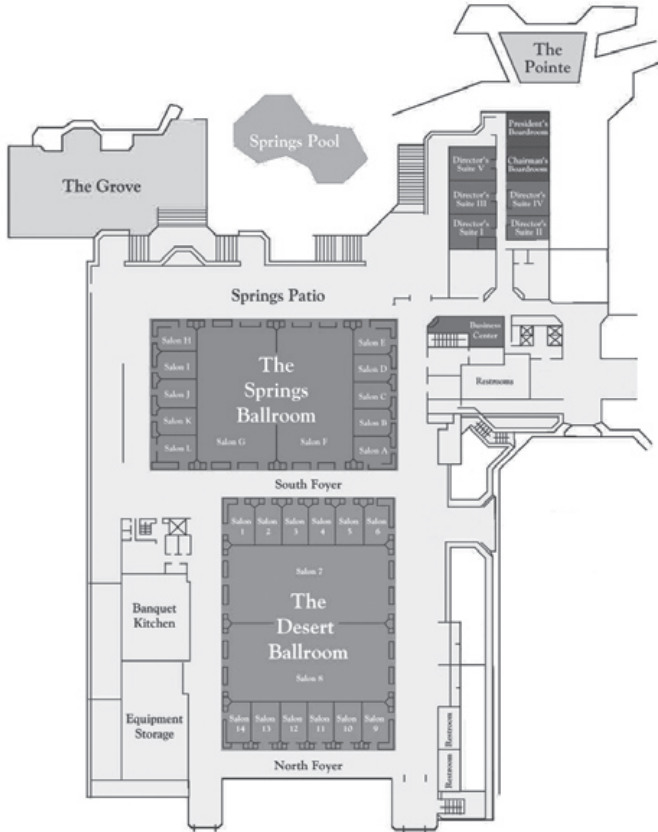 The
Pointe
President's
Boardroom
Springs Pool
Director's
Suite V
Chairman's
Boardroom
The Grove
Director's
Suite III
Director's
Suite IV
Director's
Suite I
Director's
Suite II
Springs Patio
Business
Center
Salon H
Salon I
Salon J
Salon K
Salon L
The
Springs
Ballroom
Salon G
Salon F
Salon E
Salon D
Salon C
Salon B
Salon A
Restrooms
South Foyer
Salon
1
Salon
2
Salon
3
Salon
4
Salon
5
Salon
6
Salon 7
The
Desert
Ballroom
Salon 8
Banquet
Kitchen
Equipment
Storage
Salon
14
Salon
13
Salon
12
Salon
11
Salon
10
Salon
9
Restroom
Restroom
North Foyer